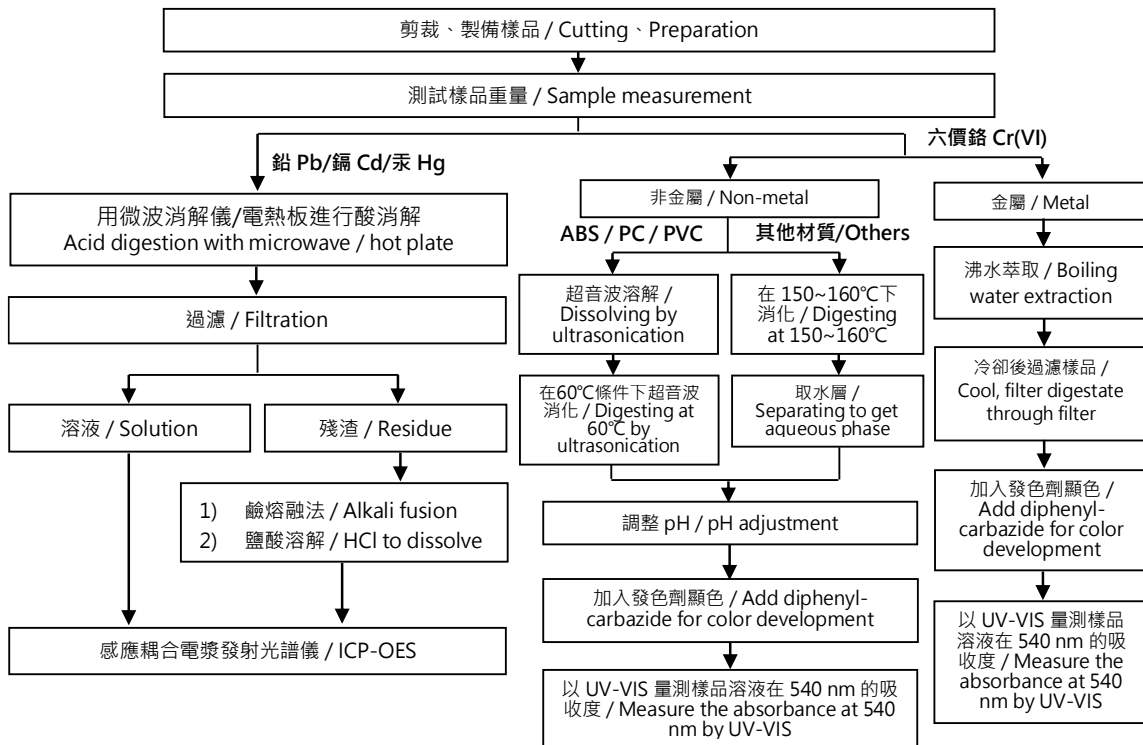 剪裁、製備樣品 / Cutting、Preparation
測試樣品重量 / Sample measurement
鉛 Pb/鎘 Cd/汞 Hg
六價鉻 Cr(VI)
用微波消解儀/電熱板進行酸消解
Acid digestion with microwave / hot plate
過濾 / Filtration
溶液 / Solution
殘渣 / Residue
1) 鹼熔融法 / Alkali fusion
2) 鹽酸溶解 / HCl to dissolve
感應耦合電漿發射光譜儀 / ICP-OES
非金屬 / Non-metal
ABS / PC / PVC
其他材質/Others
超音波溶解 /
Dissolving by
ultrasonication
在60℃條件下超音波
消化 / Digesting at
60℃ by
ultrasonication
在 150~160℃下
消化 / Digesting
at 150~160℃
取水層 /
Separating to get
aqueous phase
調整 pH / pH adjustment
加入發色劑顯色 / Add diphenyl-
carbazide for color development
以 UV-VIS 量測樣品溶液在 540 nm 的吸
收度 / Measure the absorbance at 540
nm by UV-VIS
金屬 / Metal
沸水萃取 / Boiling
water extraction
冷卻後過濾樣品 /
Cool, filter digestate
through filter
加入發色劑顯色 /
Add diphenyl-
carbazide for color
development
以 UV-VIS 量測樣品
溶液在 540 nm 的吸
收度 / Measure the
absorbance at 540
nm by UV-VIS